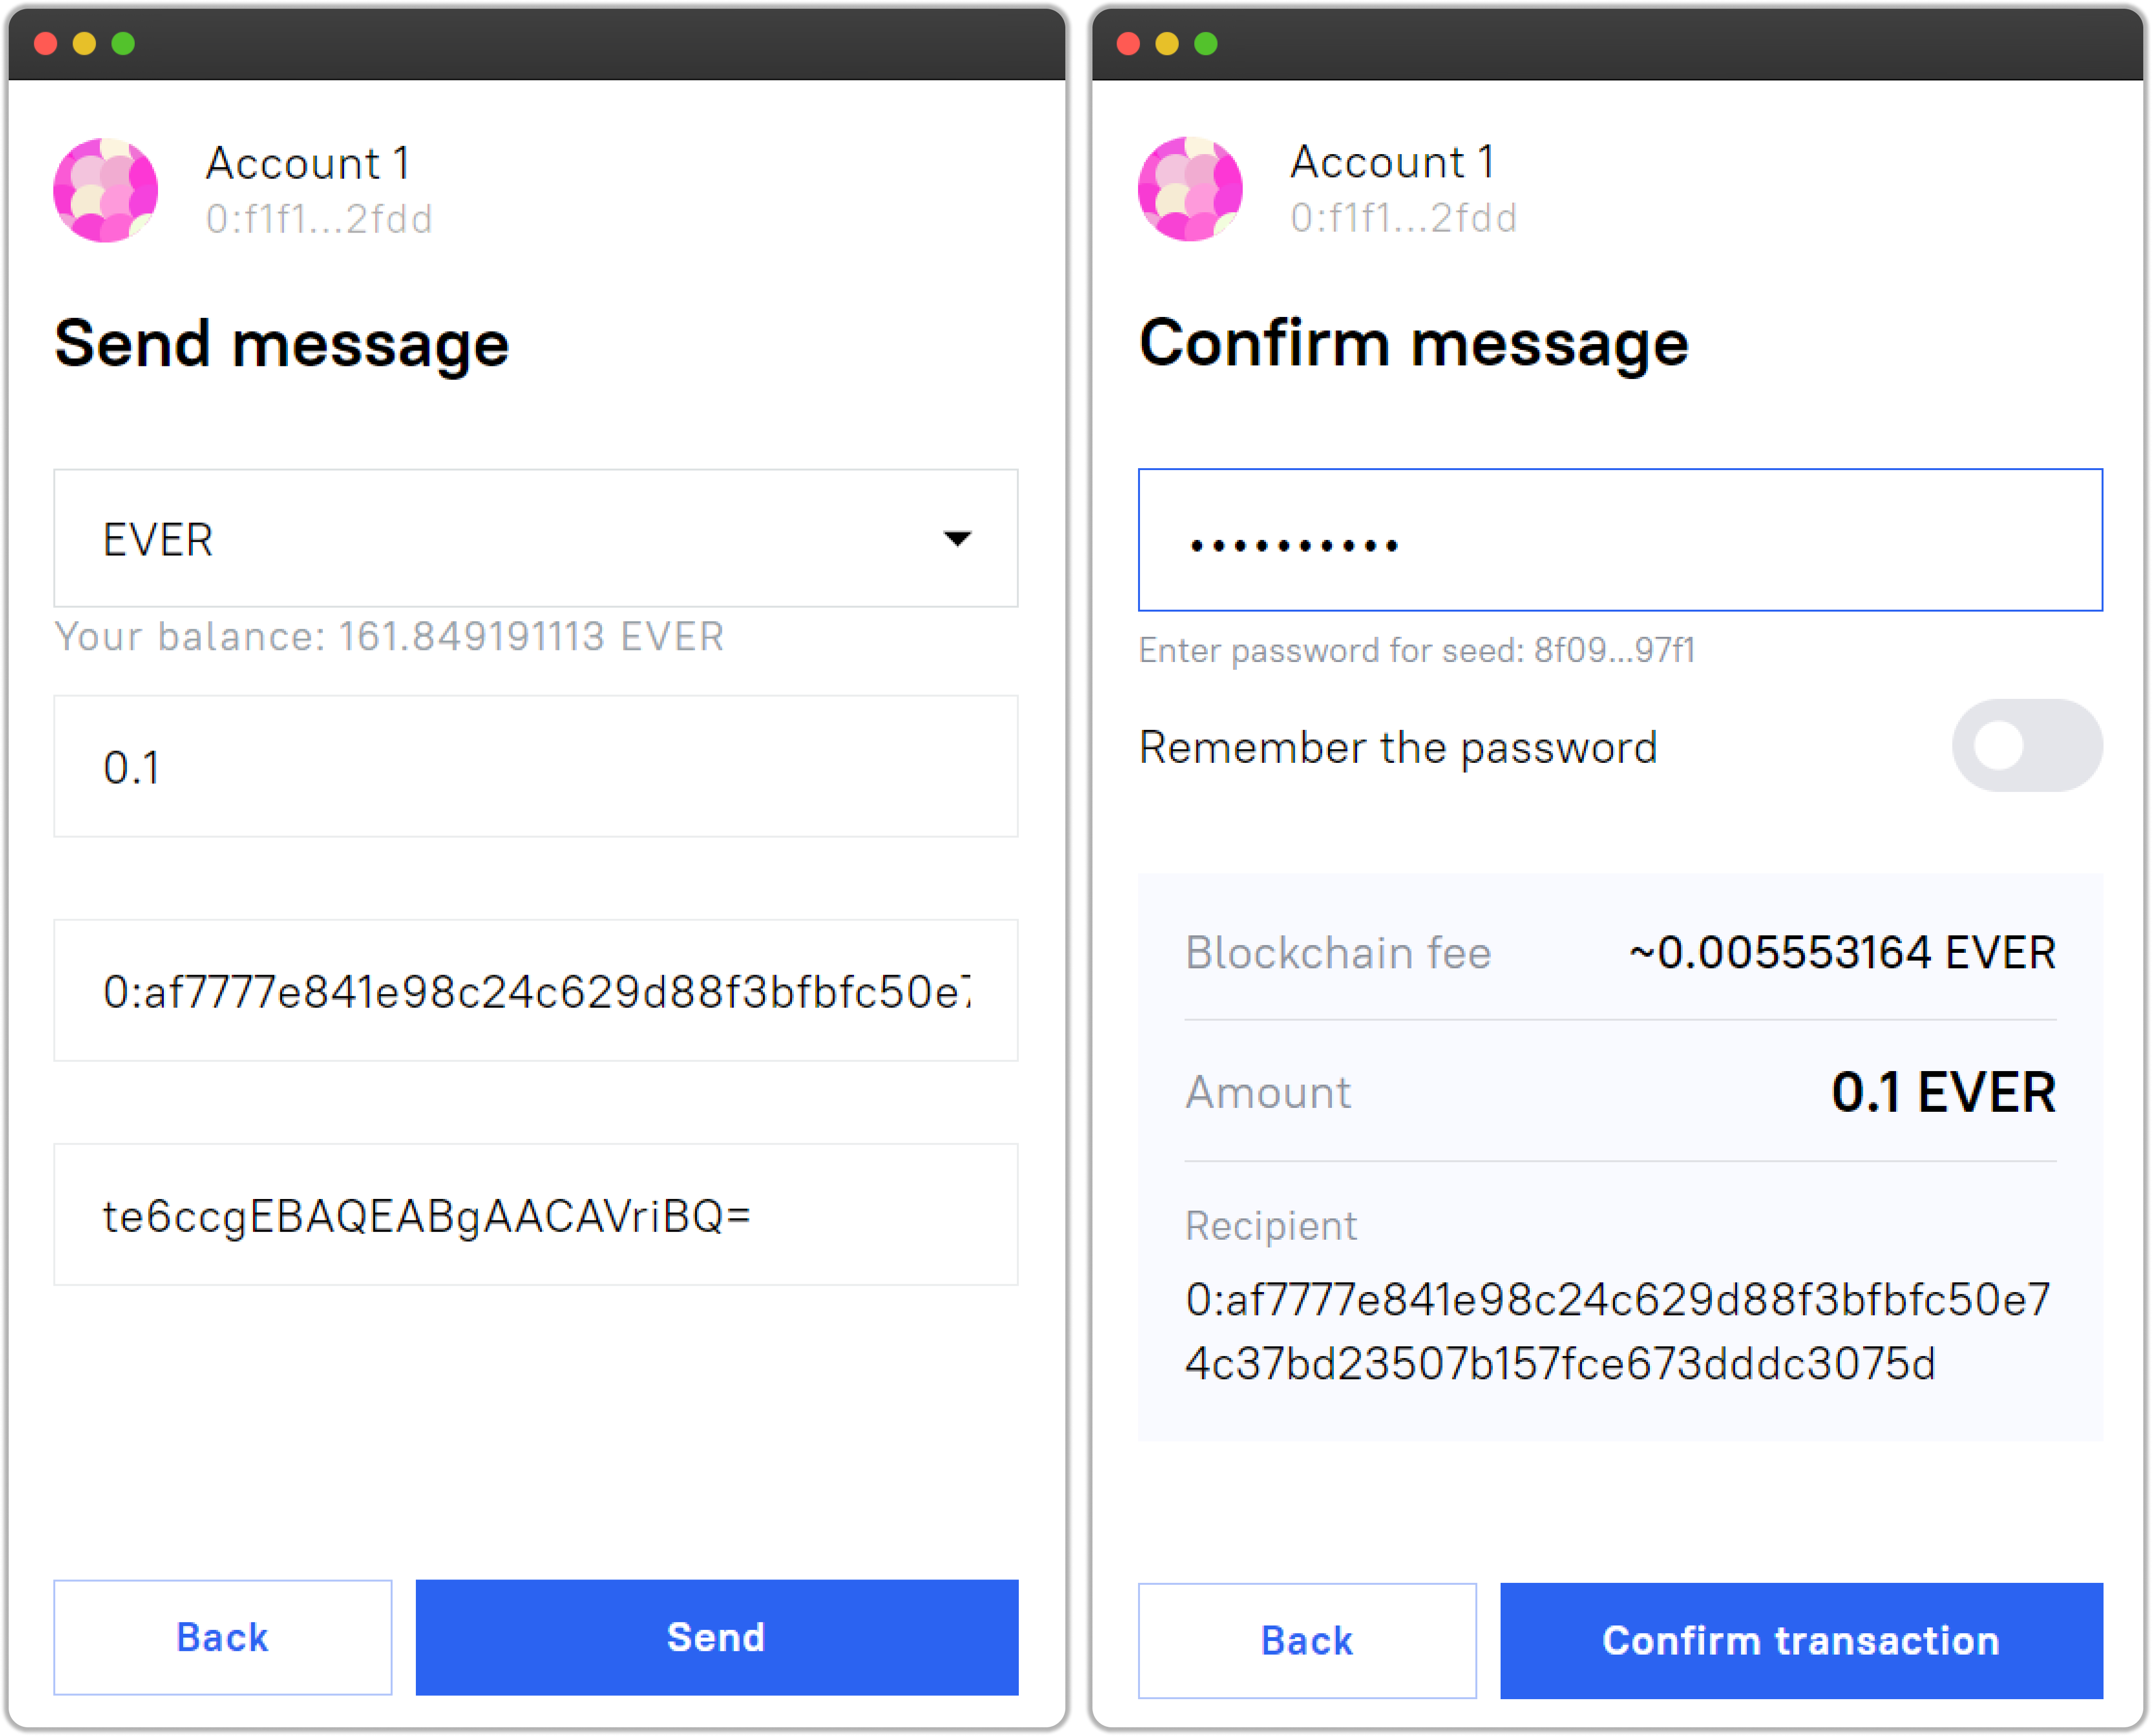 Account 1
0:f1f1...2fdd
Send message
EVER
Your balance: 161.849191113 EVER
0.1
0:af7777e841e98c24c629d88f3bfbfc50e7
te6ccgEBAQEABgAACAVriBQ=
Back
Send
Account 1
0:f1f1...2fdd
Confirm message
••••••••••
Enter password for seed: 8f09...97f1
Remember the password
Blockchain fee ~0.005553164 EVER
Amount 0.1 EVER
Recipient
0:af7777e841e98c24c629d88f3bfbfc50e7
4c37bd23507b157fce673dddc3075d
Back
Confirm transaction